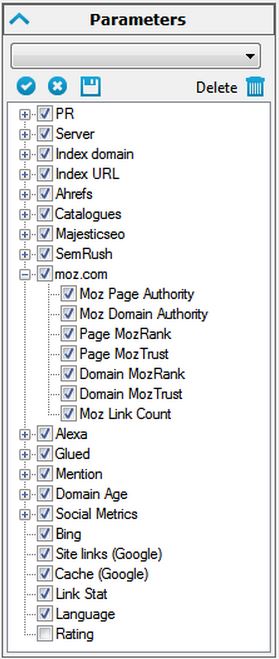 Parameters
Delete
PR
Server
Index domain
Index URL
Ahrefs
Catalogues
Majesticseo
SemRush
moz.com
Moz Page Authority
Moz Domain Authority
Page MozRank
Page MozTrust
Domain MozRank
Domain MozTrust
Moz Link Count
Alexa
Glued
Mention
Domain Age
Social Metrics
Bing
Site links (Google)
Cache (Google)
Link Stat
Language
Rating